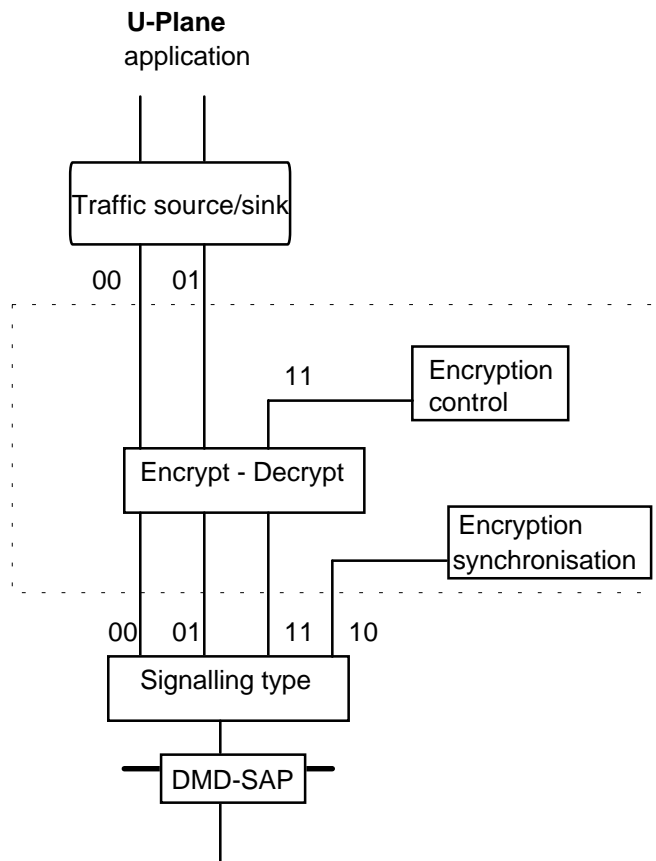 U-Plane
application
Traffic source/sink
00 01
11
Encryption
control
Encrypt - Decrypt
Encryption
synchronisation
00 01 11 10
Signalling type
DMD-SAP